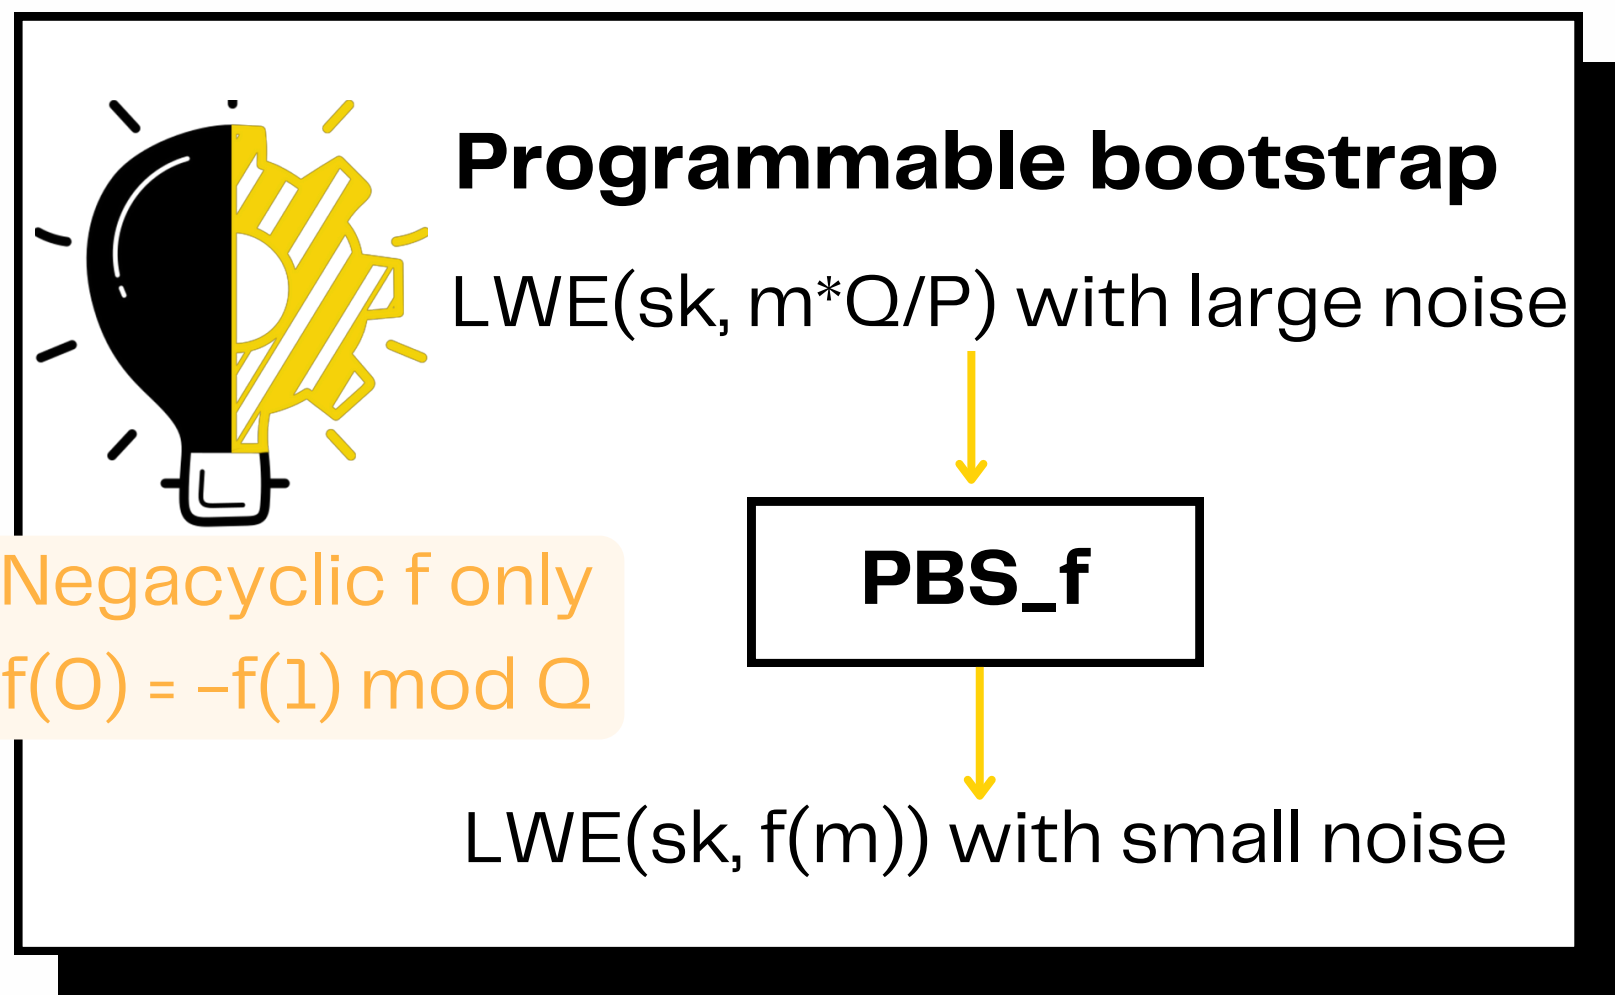 Programmable bootstrap
LWE(sk, m*Q/P) with large noise
PBS_f
Negacyclic f only
f(0) = -f(1) mod Q
LWE(sk, f(m)) with small noise